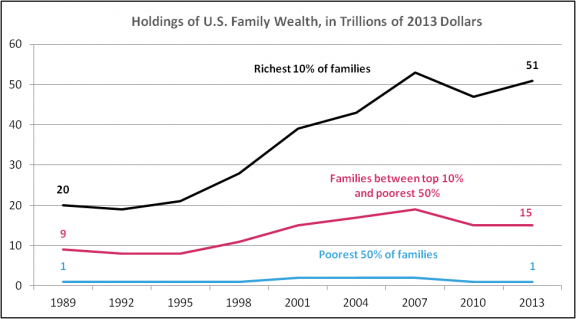 Holdings of U.S. Family Wealth, in Trillions of 2013 Dollars
60
50
40
30
20
10
0
Richest 10% of families
51
20
Families between top 10%
and poorest 50%
9
15
Poorest 50% of families
1
1
1989 1992 1995 1998 2001 2004 2007 2010 2013